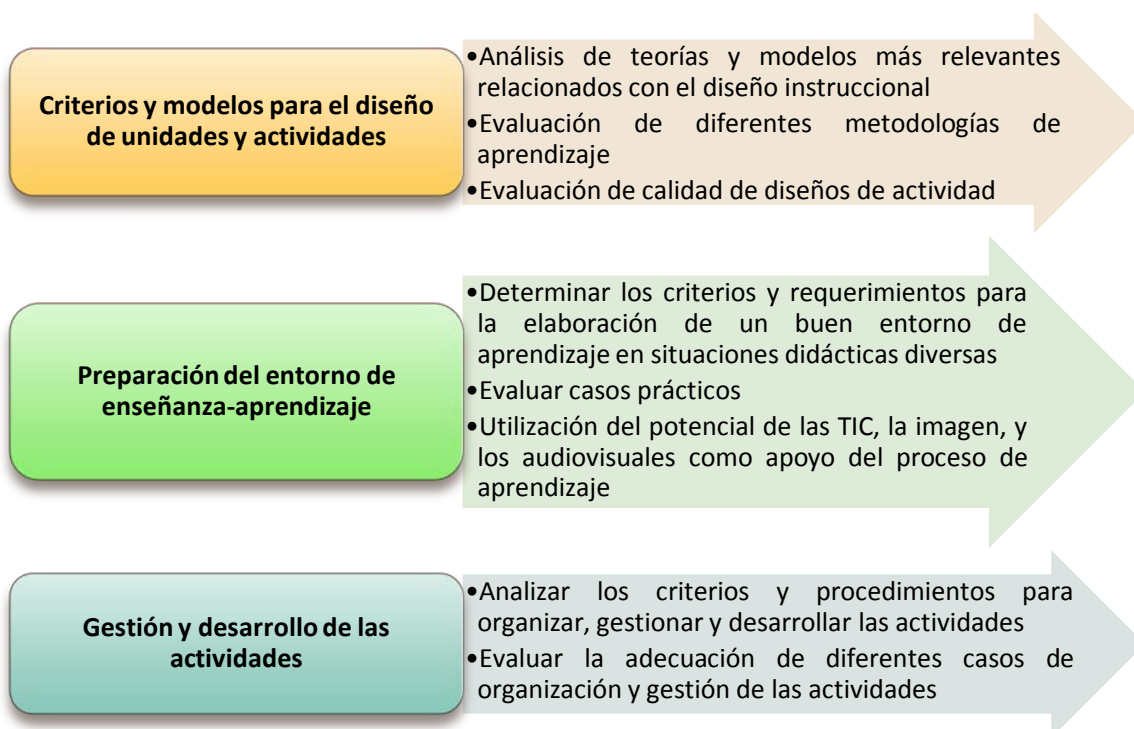 Criterios y modelos para el diseño
de unidades y actividades
•Análisis de teorías y modelos más relevantes
relacionados con el diseño instruccional
•Evaluación de diferentes metodologías de
aprendizaje
•Evaluación de calidad de diseños de actividad
Preparación del entorno de
enseñanza-aprendizaje
•Determinar los criterios y requerimientos para
la elaboración de un buen entorno de
aprendizaje en situaciones didácticas diversas
•Evaluar casos prácticos
•Utilización del potencial de las TIC, la imagen, y
los audiovisuales como apoyo del proceso de
aprendizaje
Gestión y desarrollo de las
actividades
•Analizar los criterios y procedimientos para
organizar, gestionar y desarrollar las actividades
•Evaluar la adecuación de diferentes casos de
organización y gestión de las actividades